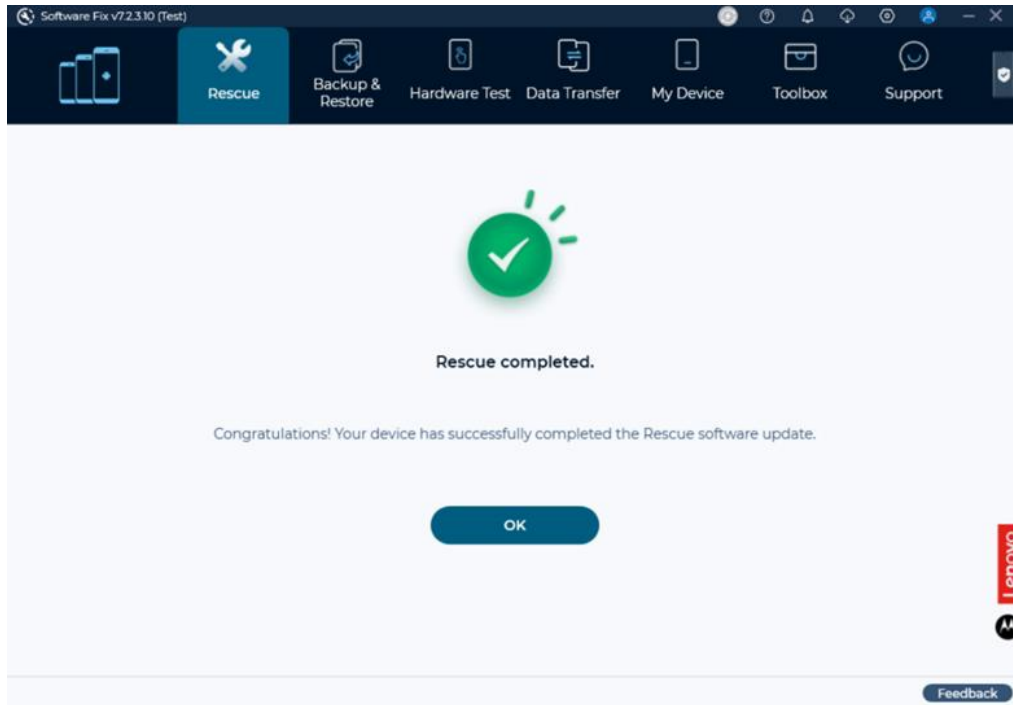 Software Fix v7.2.3.10 (Test)
Rescue
Backup &
Restore
Hardware Test
Data Transfer
My Device
Toolbox
Support
Rescue completed.
Congratulations! Your device has successfully completed the Rescue software update.
OK
Lenovo
Feedback